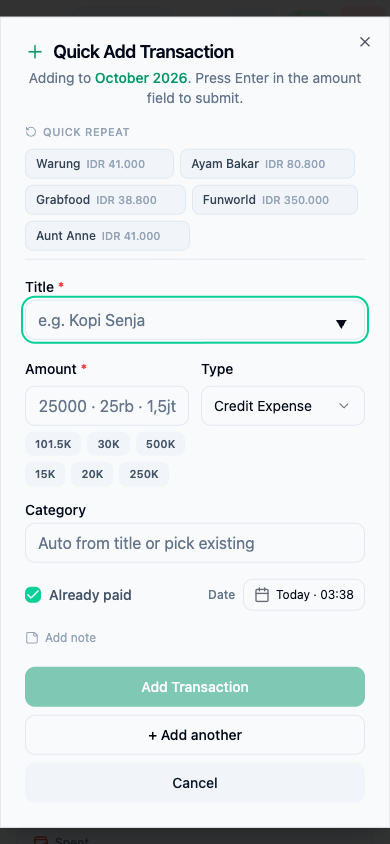 Quick Add Transaction
Adding to October 2026. Press Enter in the amount
field to submit.
QUICK REPEAT
Warung IDR 41.000
Ayam Bakar IDR 80.800
Grabfood IDR 38.800
Funworld IDR 350.000
Aunt Anne IDR 41.000
Title *
e.g. Kopi Senja
Amount *
Type
25000 · 25rb · 1,5jt
Credit Expense
101.5K
30K
500K
15K
20K
250K
Category
Auto from title or pick existing
Already paid
Date
Today · 03:38
Add note
Add Transaction
+ Add another
Cancel